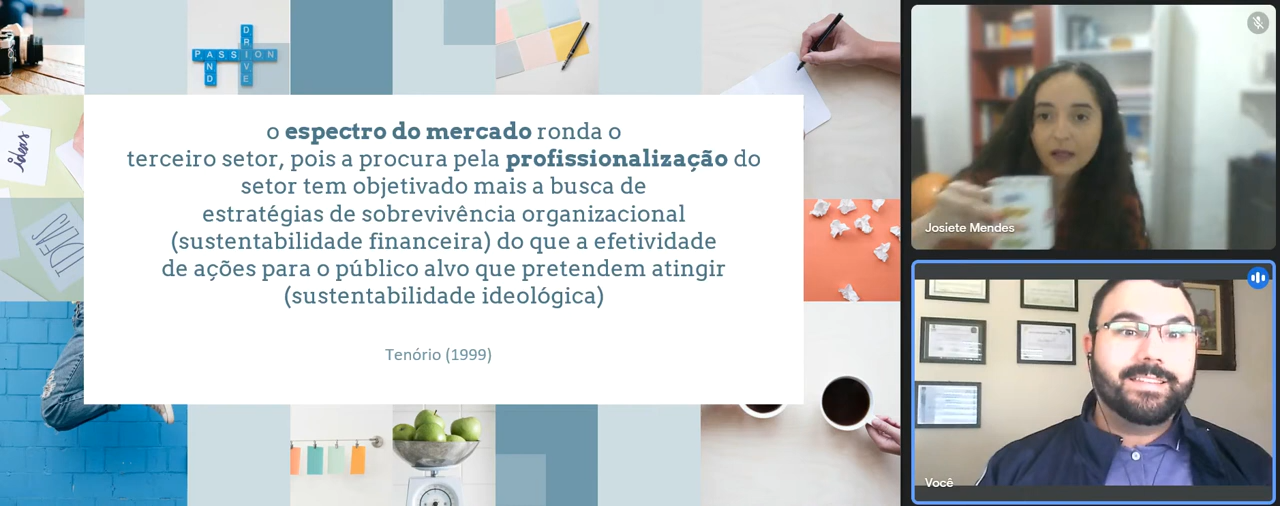 DRIVE
PASSION
AND
ideas
IDEAS
o espectro do mercado ronda o
terceiro setor, pois a procura pela profissionalização do
setor tem objetivado mais a busca de
estratégias de sobrevivência organizacional
(sustentabilidade financeira) do que a efetividade
de ações para o público alvo que pretendem atingir
(sustentabilidade ideológica)
Tenório (1999)
Josiete Mendes
Você